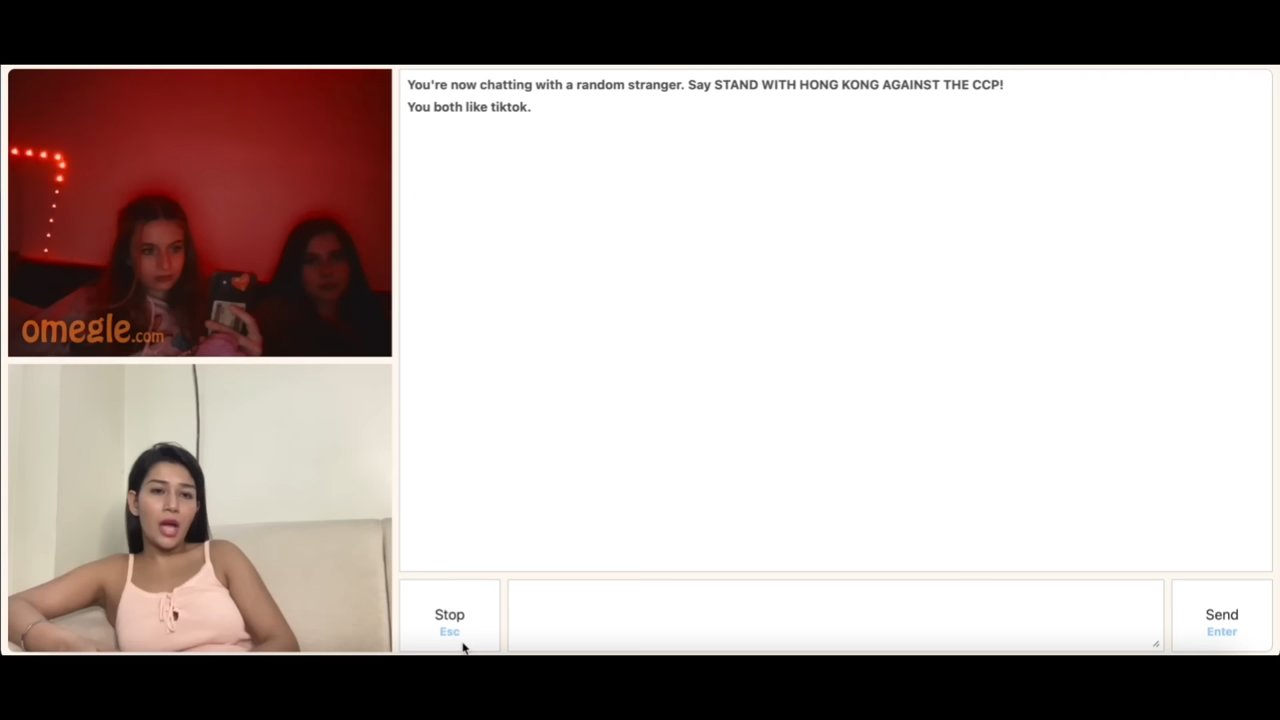 You're now chatting with a random stranger. Say STAND WITH HONG KONG AGAINST THE CCP!
You both like tiktok.
omegle.com
Stop
Esc
Send
Enter